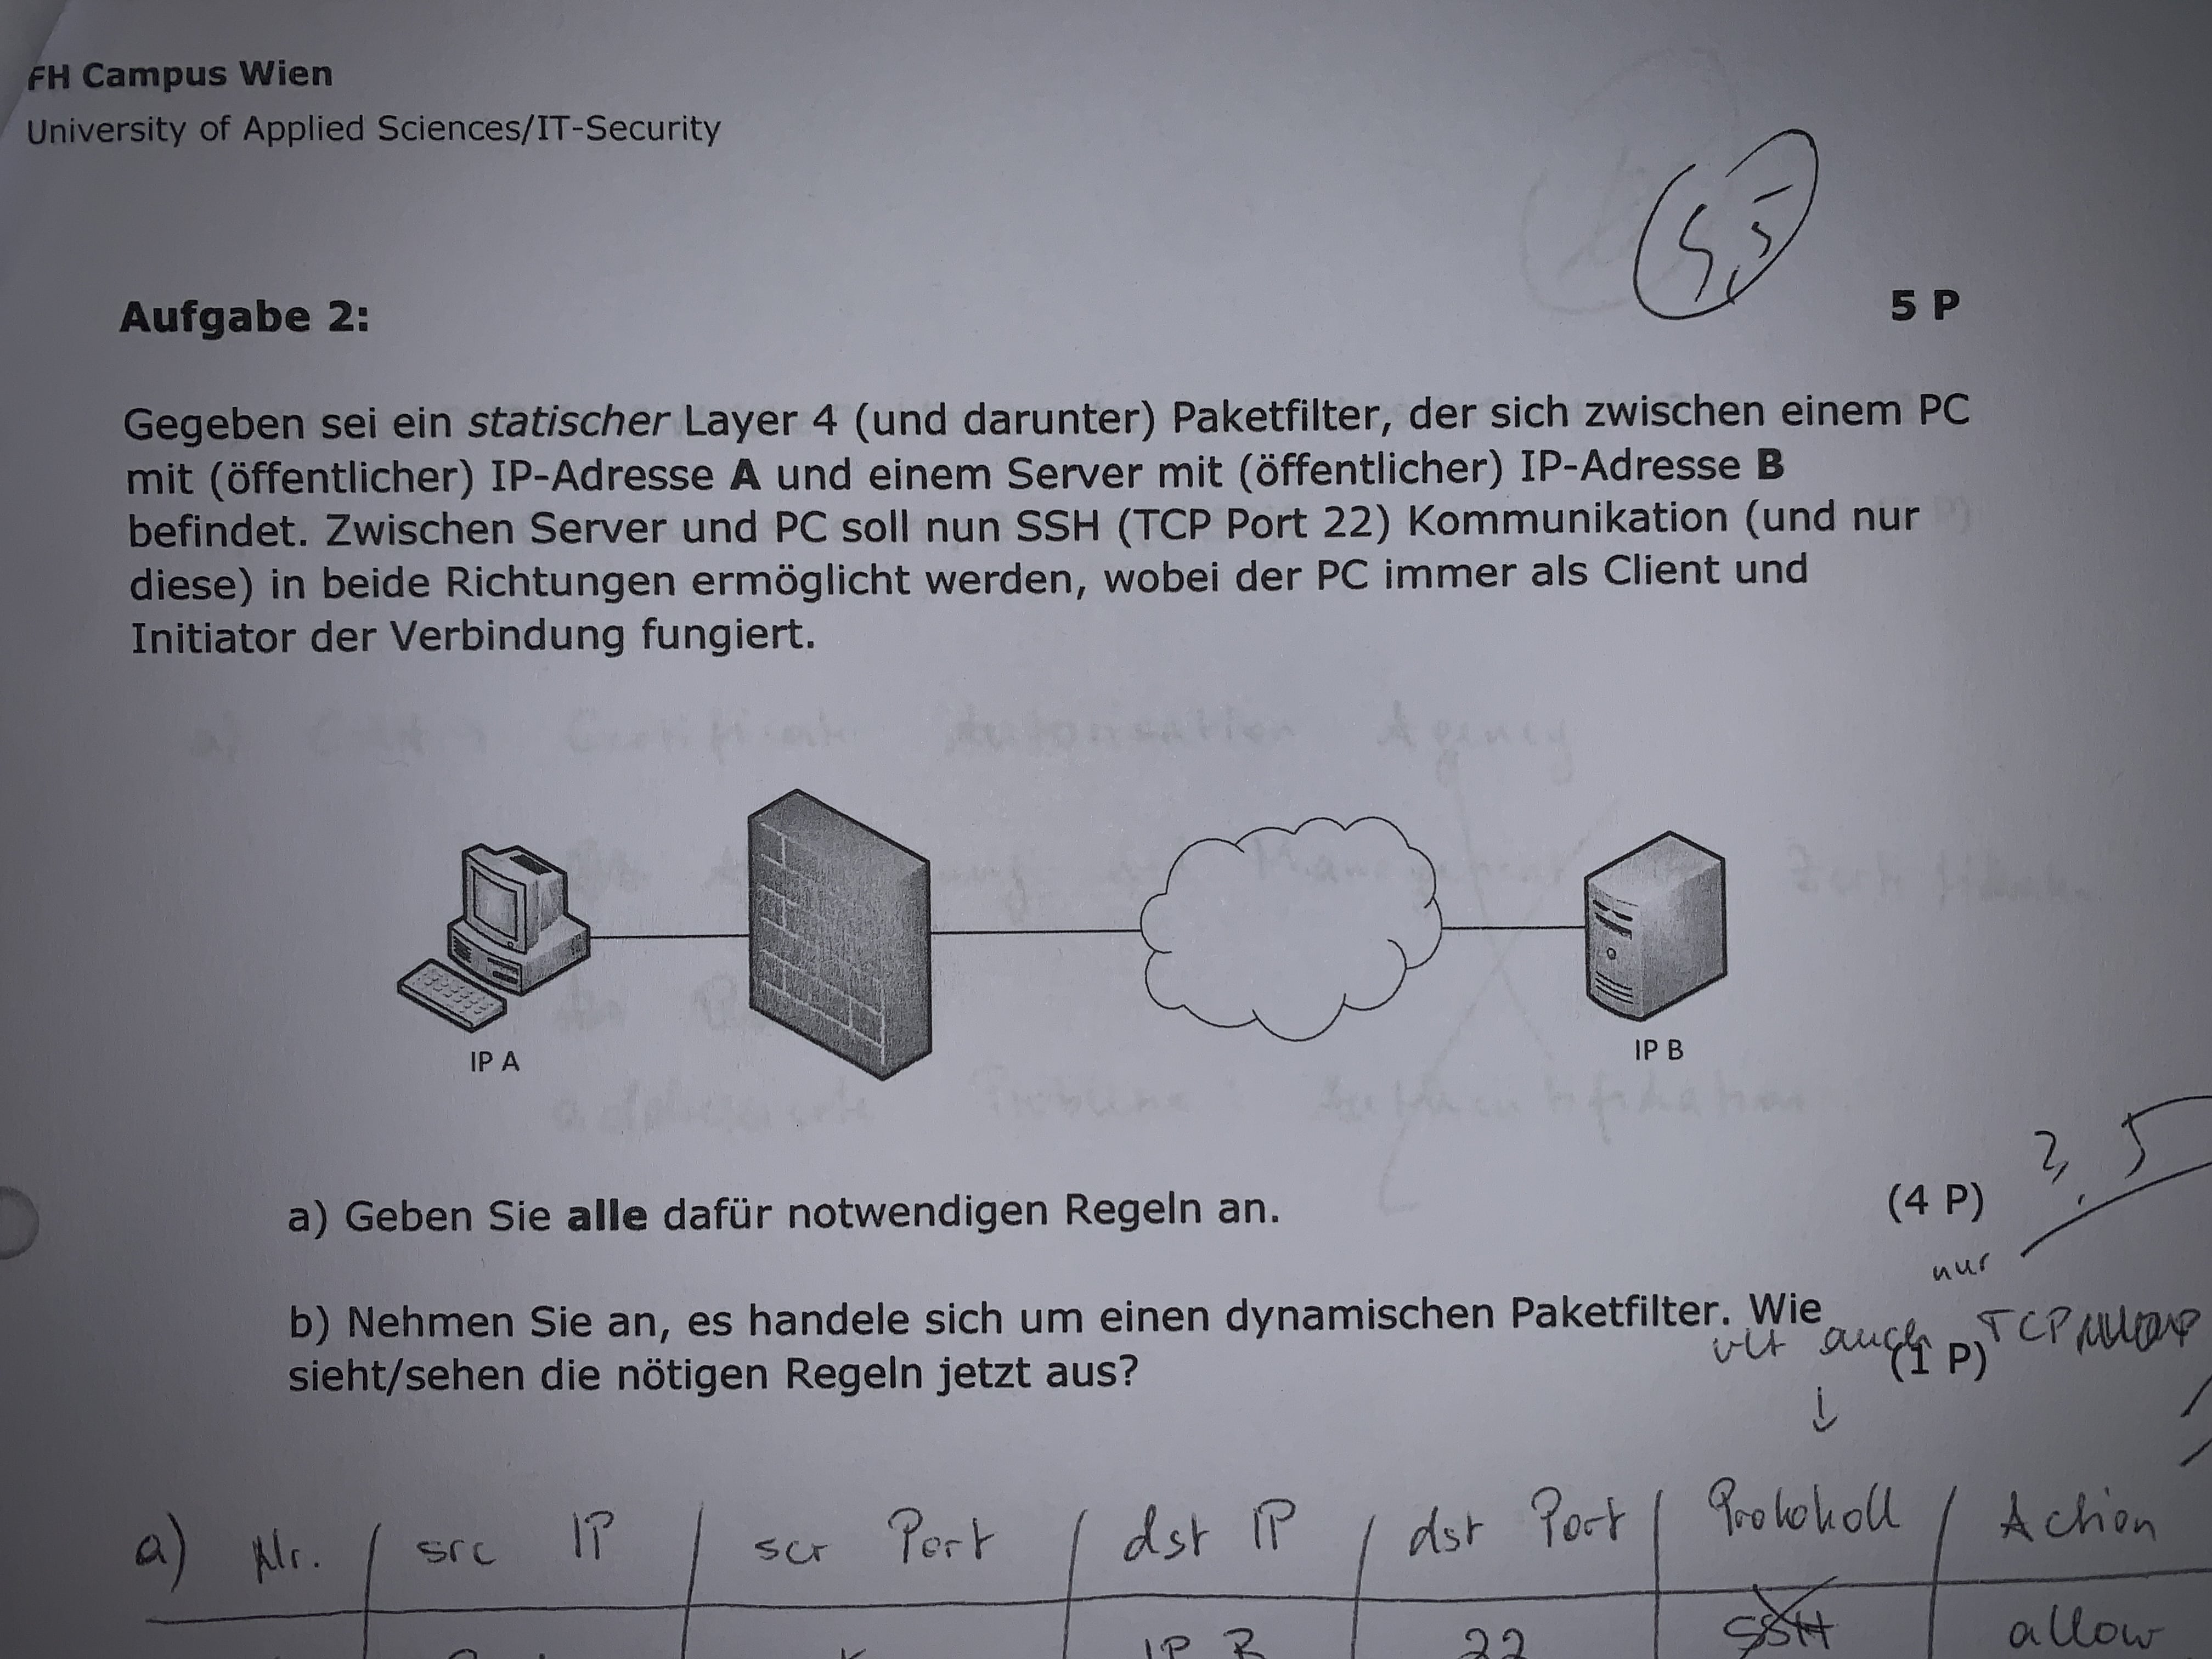 FH Campus Wien
University of Applied Sciences/IT-Security
5,5
Aufgabe 2:
5 P
Gegeben sei ein statischer Layer 4 (und darunter) Paketfilter, der sich zwischen einem PC
mit (öffentlicher) IP-Adresse A und einem Server mit (öffentlicher) IP-Adresse B
befindet. Zwischen Server und PC soll nun SSH (TCP Port 22) Kommunikation (und nur
diese) in beide Richtungen ermöglicht werden, wobei der PC immer als Client und
Initiator der Verbindung fungiert.
IP A
IP B
a) Geben Sie alle dafür notwendigen Regeln an.
(4 P)
3,5
nur
b) Nehmen Sie an, es handele sich um einen dynamischen Paketfilter. Wie
auch TCP
sieht/sehen die nötigen Regeln jetzt aus?
(1 P)
a) Nr. src IP scr Port dst IP dst Port Protokoll Action
IP B 22 SSH allow